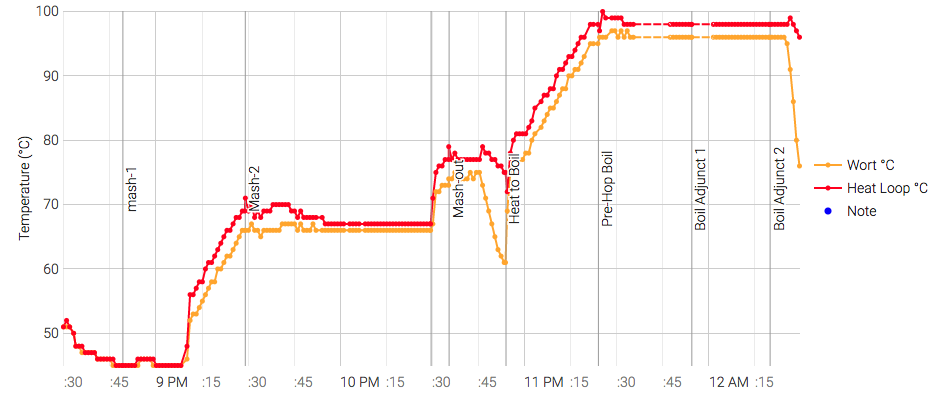 100
90
80
70
60
50
Temperature (°C)
mash-1
Mash-2
Mash-out
Heat to Boil
Pre-Hop Boil
Boil Adjunct 1
Boil Adjunct 2
Wort °C
Heat Loop °C
Note
:30 :45 9 PM :15 :30 :45 10 PM :15 :30 :45 11 PM :15 :30 :45 12 AM :15